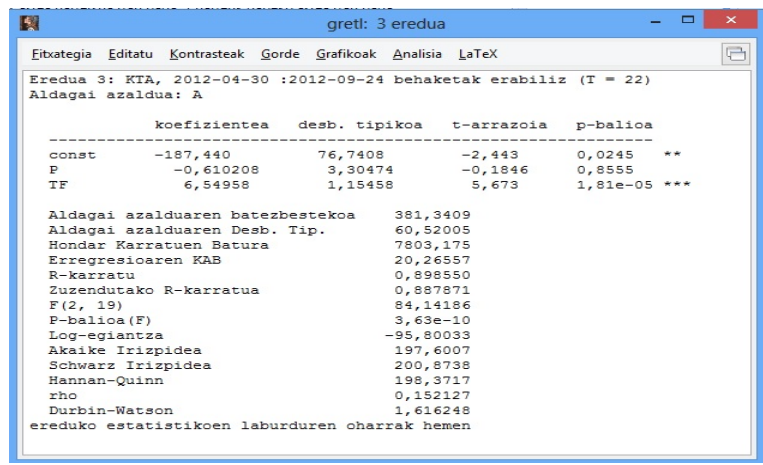 gretl: 3 eredua
Fitxategia Editatu Kontrasteak Gorde Grafikoak Analisia LaTeX
Eredua 3: KTA, 2012-04-30 :2012-09-24 behaketak erabiliz (T = 22)
Aldagai azaldua: A
koefizientea desb. tipikoa t-arrazoia p-balioa
const -187,440 76,7408 -2,443 0,0245 **
P -0,610208 3,30474 -0,1846 0,8555
TF 6,54958 1,15458 5,673 1,81e-05 ***
Aldagai azalduaren batezbestekoa 381,3409
Aldagai azalduaren Desb. Tip. 60,52005
Hondar Karratuen Batura 7803,175
Erregresioaren KAB 20,26557
R-karratu 0,898550
Zuzendutako R-karratua 0,887871
F(2, 19) 84,14186
P-balioa(F) 3,63e-10
Log-egiantza -95,80033
Akaike Irizpidea 197,6007
Schwarz Irizpidea 200,8738
Hannan-Quinn 198,3717
rho 0,152127
Durbin-Watson 1,616248
ereduko estatistikoen laburduren oharrak hemen